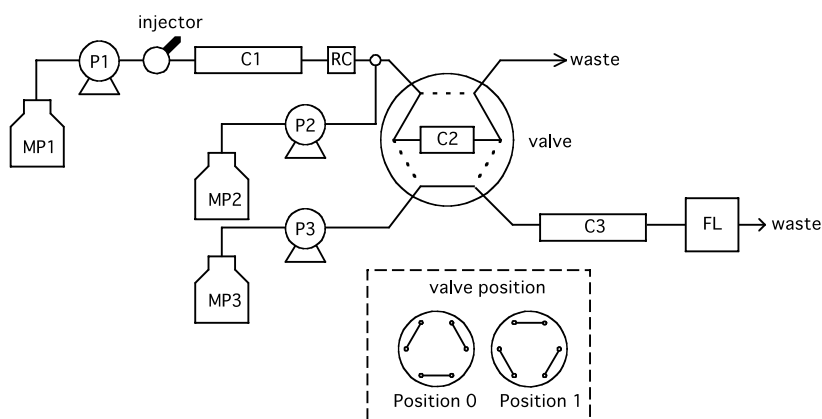 injector
P1
C1
RC
waste
MP1
P2
C2
valve
MP2
P3
C3
FL
waste
MP3
valve position
Position 0
Position 1